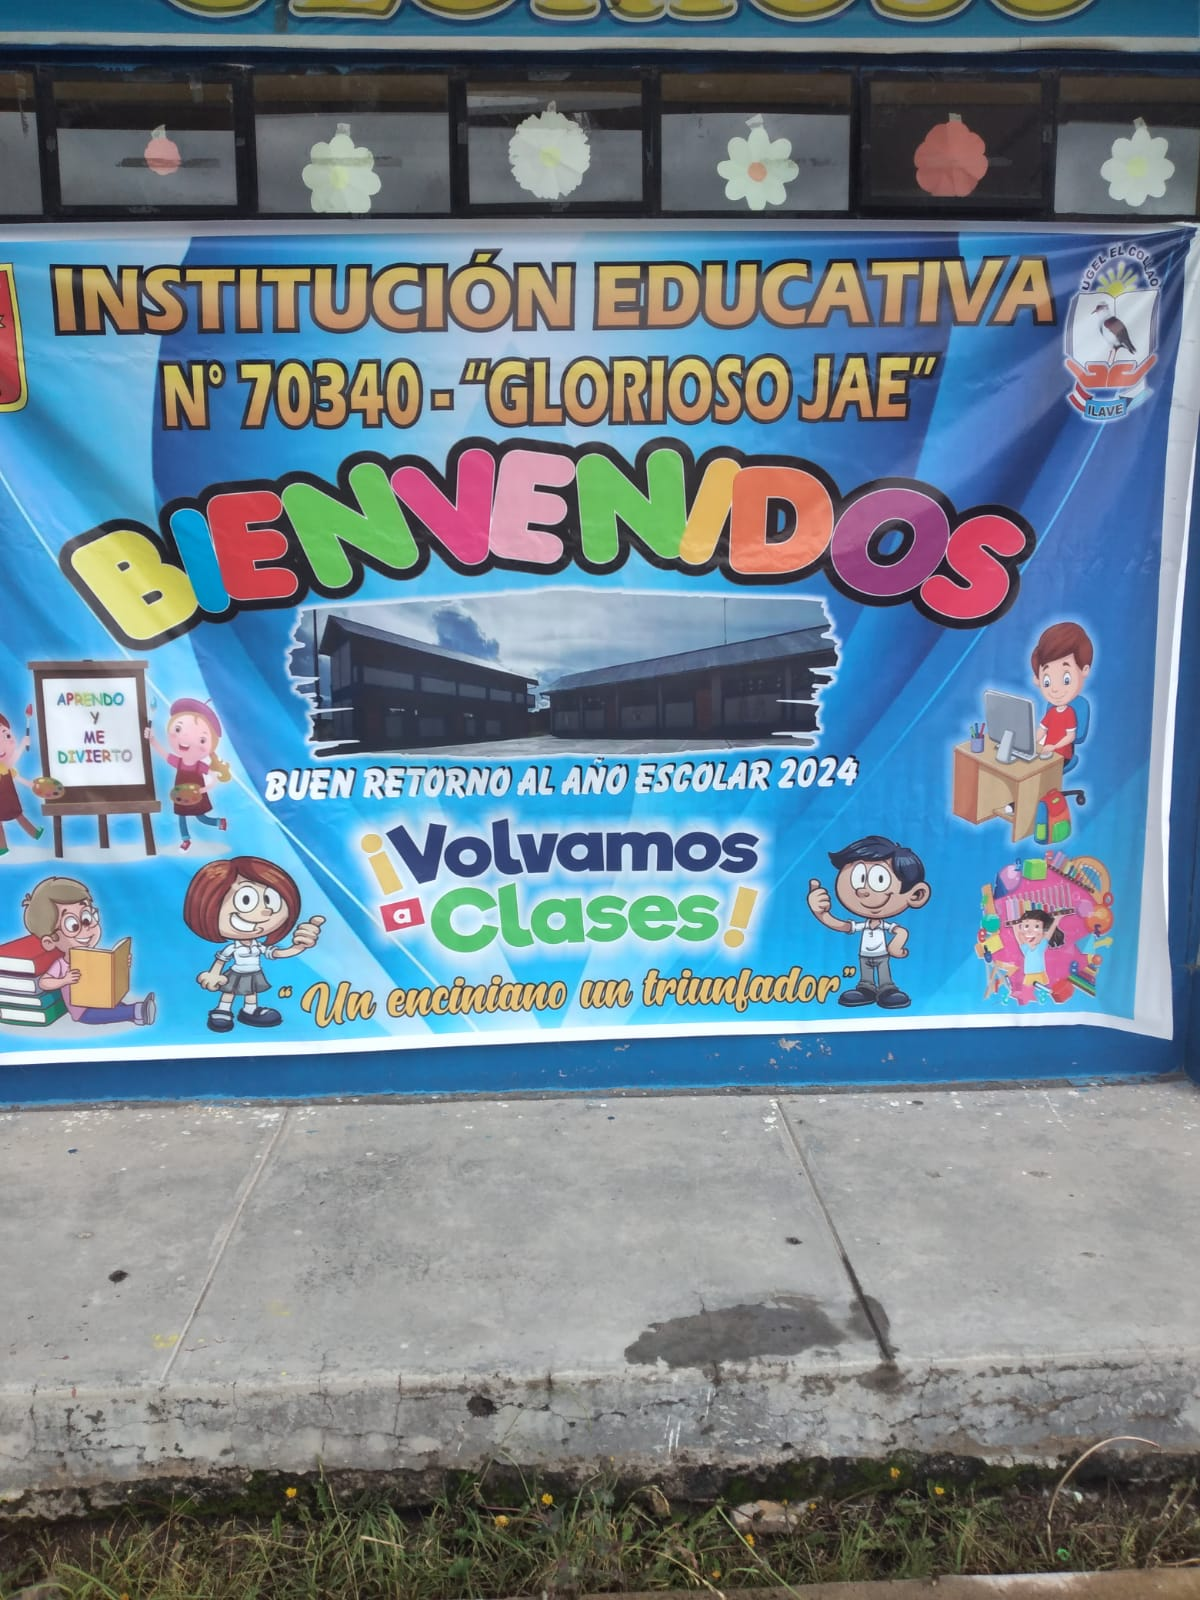 GLORIOSO
INSTITUCIÓN EDUCATIVA
N° 70340 - "GLORIOSO JAE"
UGEL EL COLLAO
ILAVE
BIENVENIDOS
APRENDO
Y
ME
DIVIERTO
BUEN RETORNO AL AÑO ESCOLAR 2024
¡Volvamos
a Clases!
"Un enciniano un triunfador"